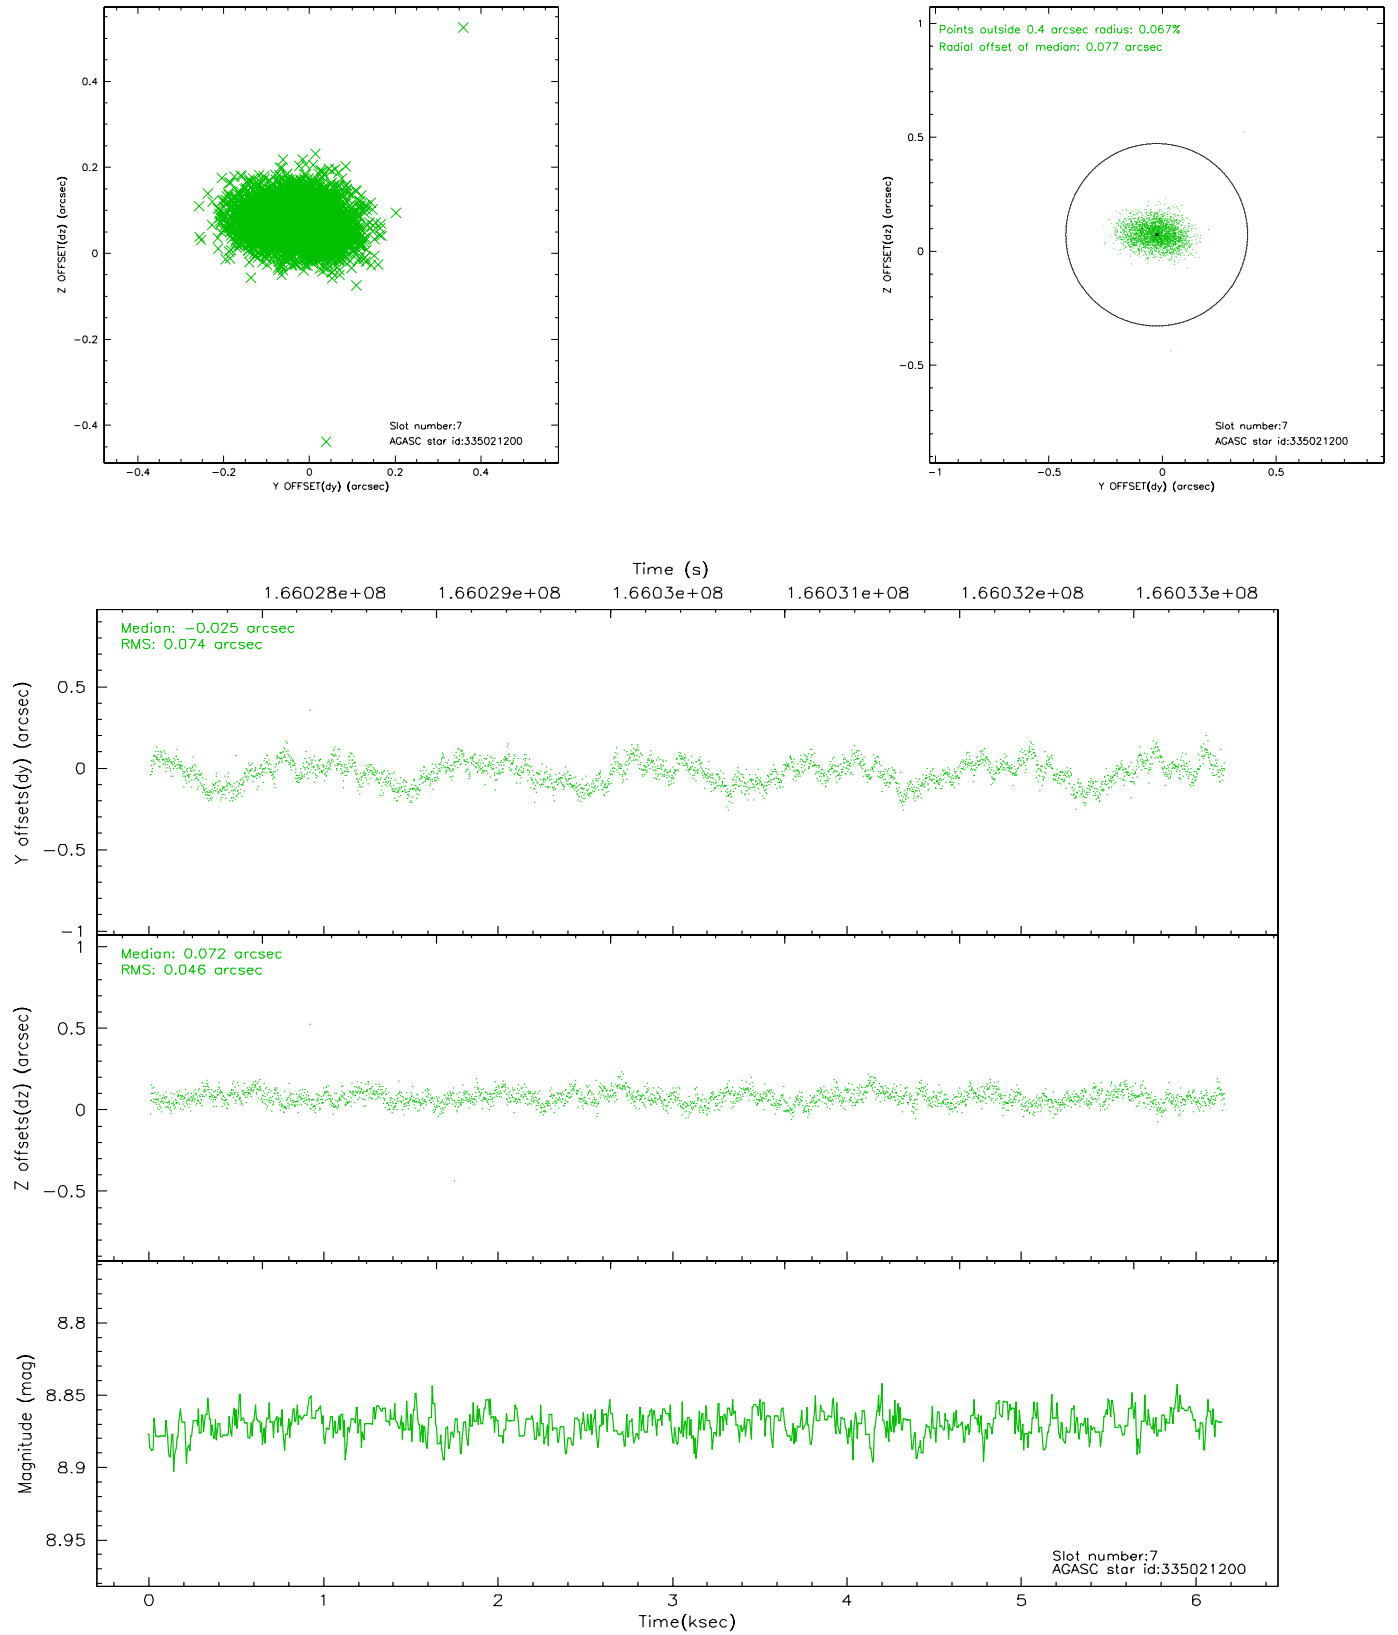 0.4
0.2
0
−0.2
−0.4
Z OFFSET(dz) (arcsec)
Slot number:7
AGASC star id:335021200
−0.4 −0.2 0 0.2 0.4
Y OFFSET(dy) (arcsec)
Points outside 0.4 arcsec radius: 0.067%
Radial offset of median: 0.077 arcsec
1
0.5
0
−0.5
Z OFFSET(dz) (arcsec)
Slot number:7
AGASC star id:335021200
−1 −0.5 0 0.5
Y OFFSET(dy) (arcsec)
Time (s)
1.66028e+08 1.66029e+08 1.6603e+08 1.66031e+08 1.66032e+08 1.66033e+08
Median: −0.025 arcsec
RMS: 0.074 arcsec
0.5
0
−0.5
−1
Y offsets(dy) (arcsec)
Median: 0.072 arcsec
RMS: 0.046 arcsec
1
0.5
0
−0.5
Z offsets(dz) (arcsec)
8.8
8.85
8.9
8.95
Magnitude (mag)
Slot number:7
AGASC star id:335021200
0 1 2 3 4 5 6
Time(ksec)